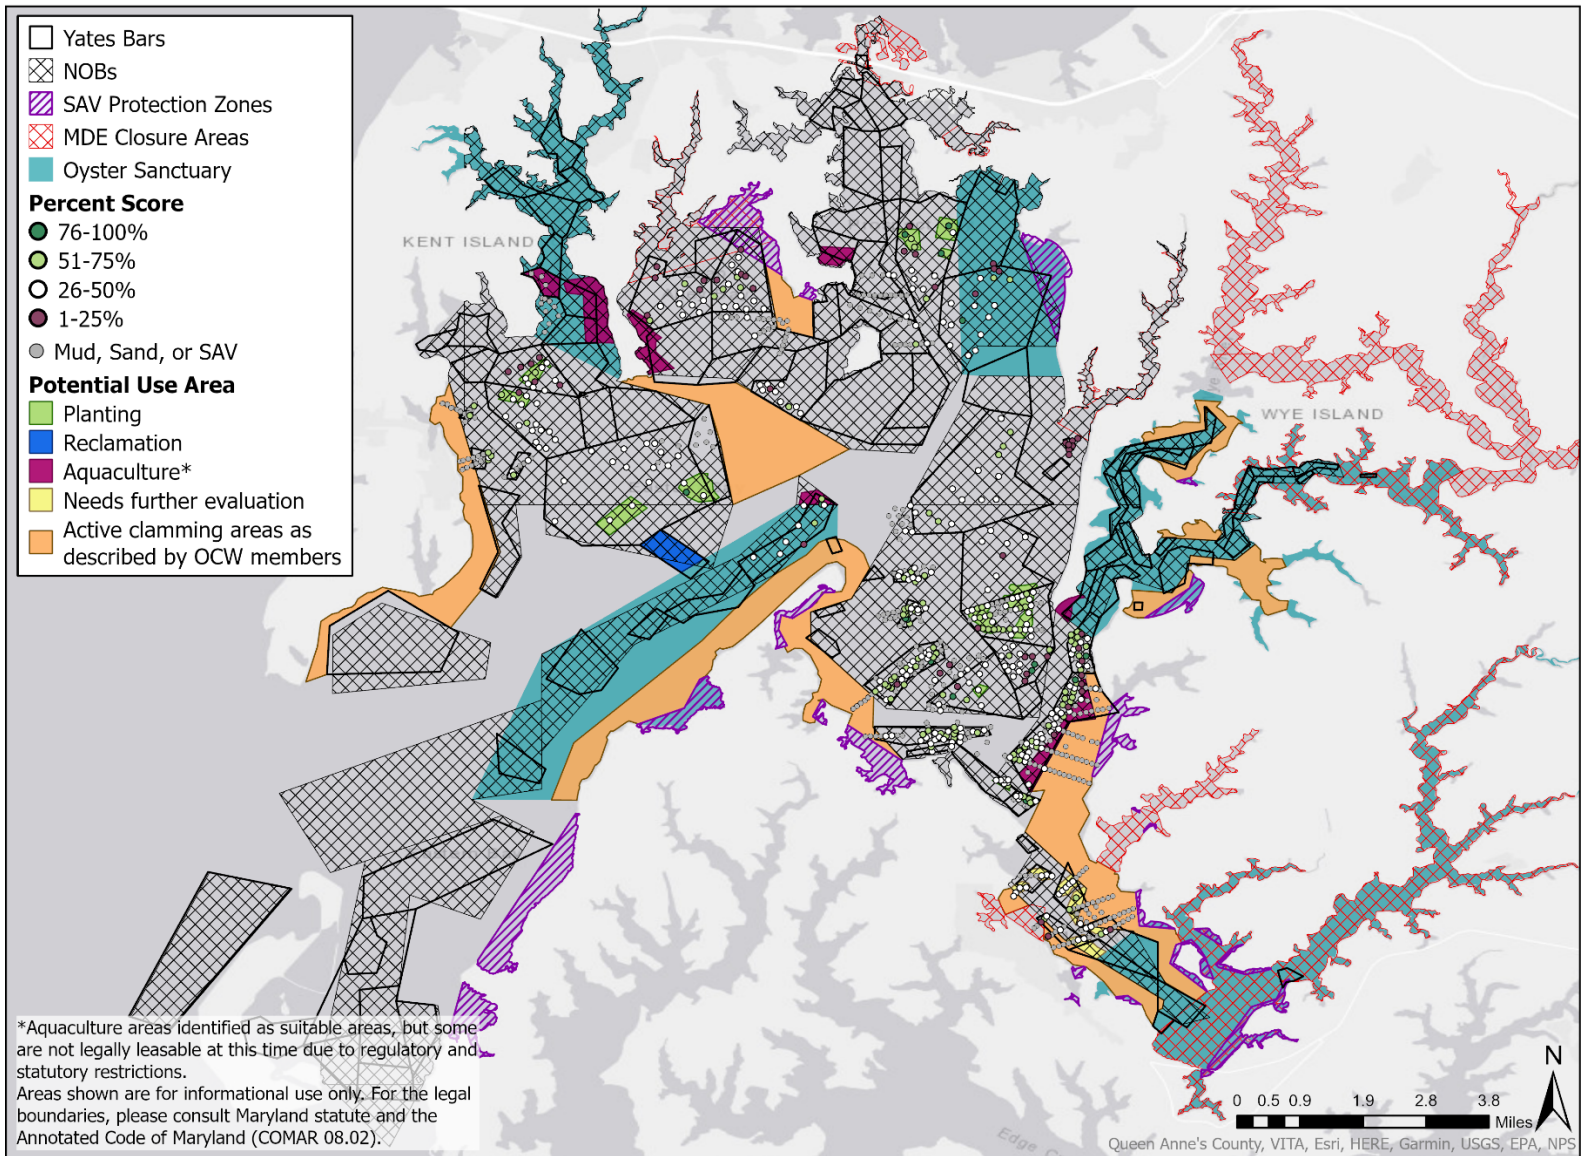 Yates Bars
NOBs
SAV Protection Zones
MDE Closure Areas
Oyster Sanctuary
Percent Score
76-100%
51-75%
26-50%
1-25%
Mud, Sand, or SAV
Potential Use Area
Planting
Reclamation
Aquaculture*
Needs further evaluation
Active clamming areas as
described by OCW members
KENT ISLAND
WYE ISLAND
*Aquaculture areas identified as suitable areas, but some
are not legally leasable at this time due to regulatory and
statutory restrictions.
Areas shown are for informational use only. For the legal
boundaries, please consult Maryland statute and the
Annotated Code of Maryland (COMAR 08.02).
N
0 0.5 0.9 1.9 2.8 3.8
Miles
Edge
Queen Anne's County, VITA, Esri, HERE, Garmin, USGS, EPA, NPS